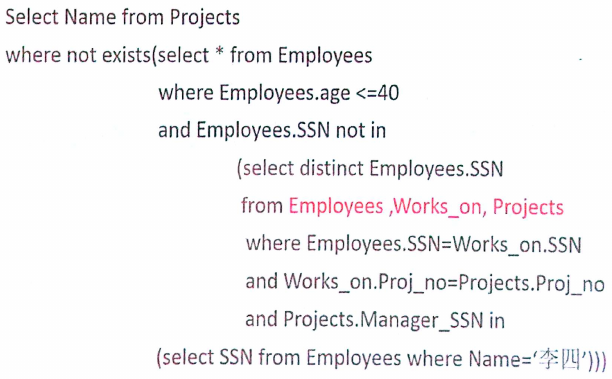 Select Name from Projects
where not exists(select * from Employees
where Employees.age <=40
and Employees.SSN not in
(select distinct Employees.SSN
from Employees ,Works_on, Projects
where Employees.SSN=Works_on.SSN
and Works_on.Proj_no=Projects.Proj_no
and Projects.Manager_SSN in
(select SSN from Employees where Name=‘李四’)))